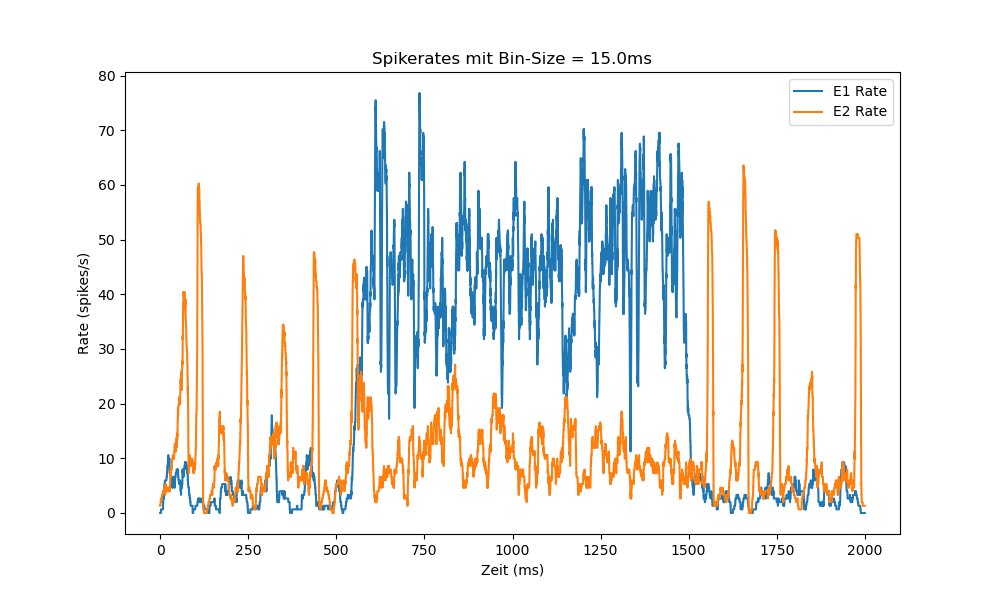 Spikerates mit Bin-Size = 15.0ms
E1 Rate
E2 Rate
Rate (spikes/s)
80
70
60
50
40
30
20
10
0
0 250 500 750 1000 1250 1500 1750 2000
Zeit (ms)